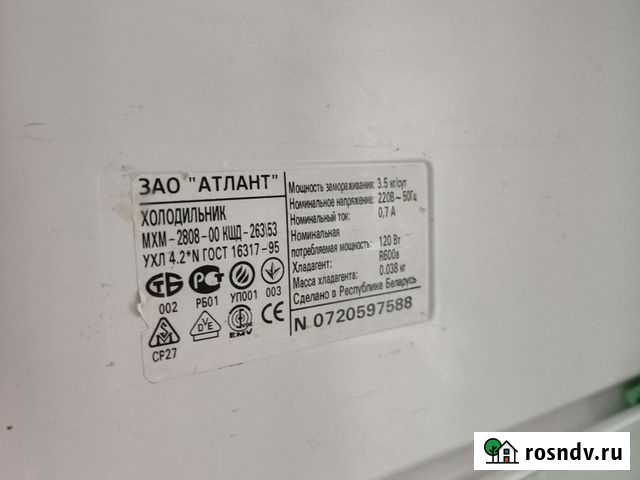 ЗАО "АТЛАНТ"
ХОЛОДИЛЬНИК
МХМ-2808-00 КШД-263\53
УХЛ 4.2*N ГОСТ 16317-95
002 РБ01 УП001 003
CE
СР27
EMV
Мощность замораживания: 3.5 кг/сут
Номинальное напряжение: 220В~50Гц
Номинальный ток: 0,7 А
Номинальная
потребляемая мощность: 120 Вт
Хладагент: R600a
Масса хладагента: 0.038 кг
Сделано в Республике Беларусь
N 0720597588
rosndv.ru